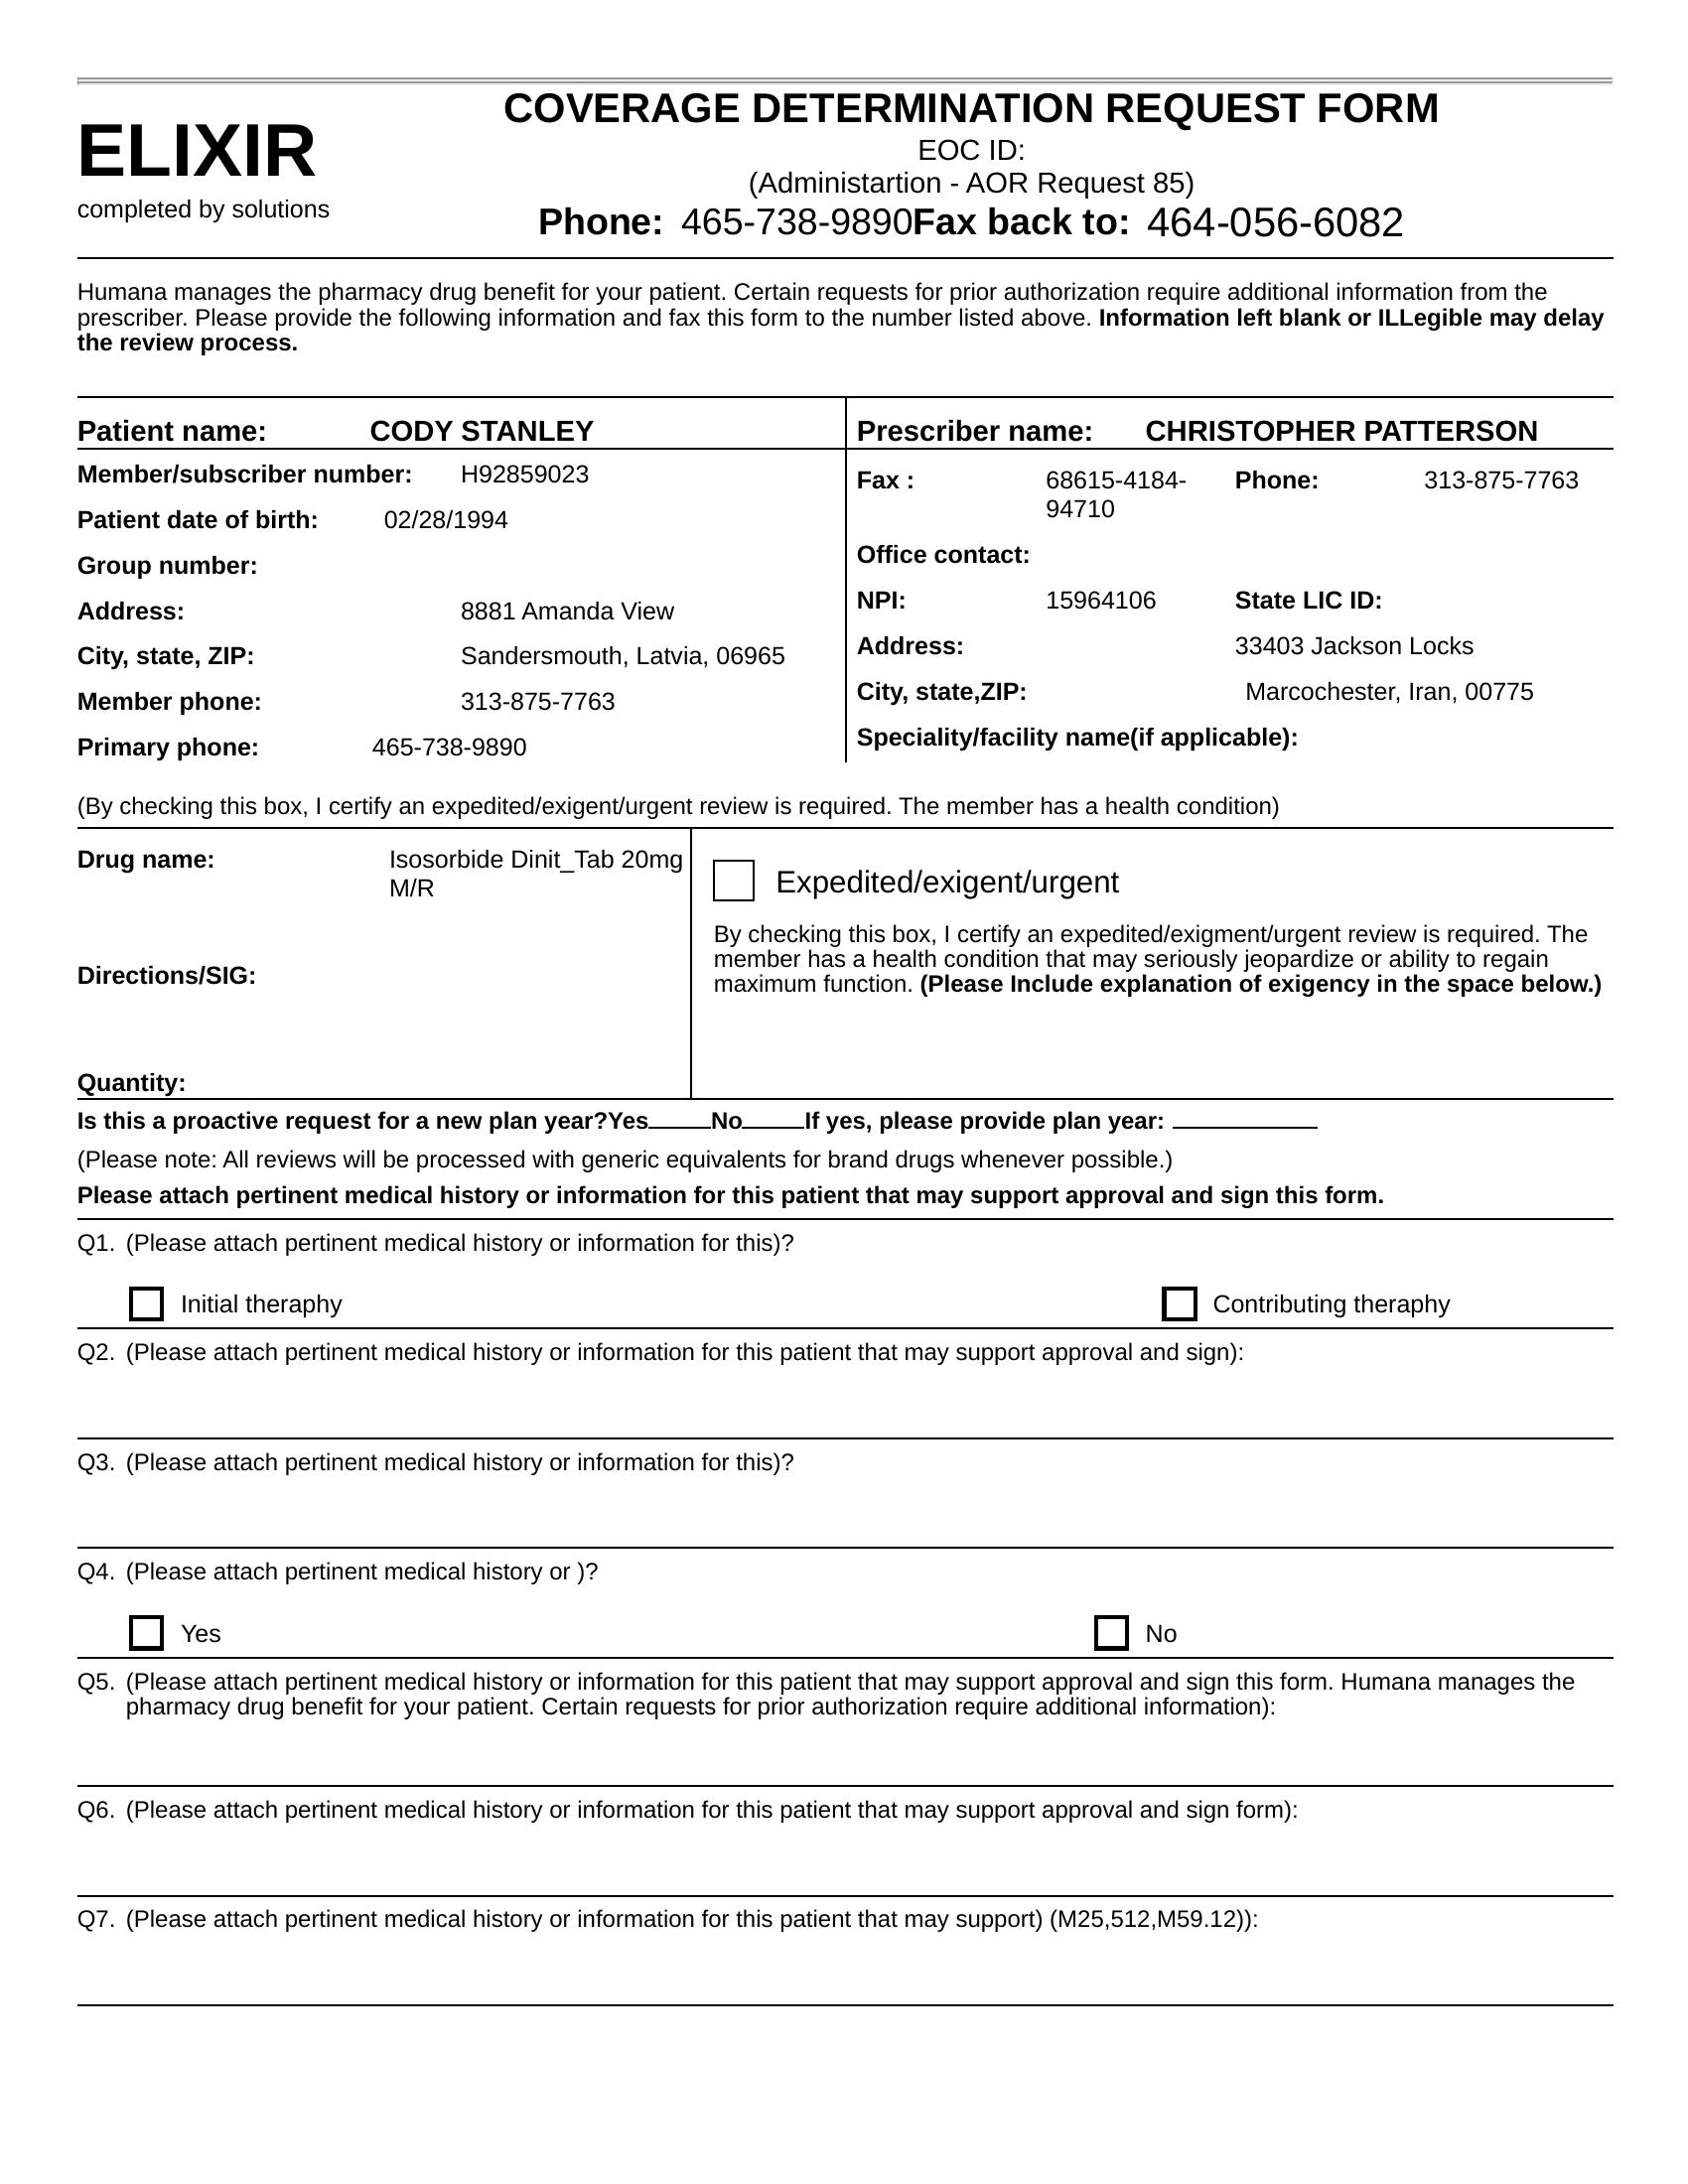 COVERAGE DETERMINATION REQUEST FORM
ELIXIR
completed by solutions
EOC ID:
(Administartion - AOR Request 85)
Phone: 465-738-9890Fax back to: 464-056-6082
Humana manages the pharmacy drug benefit for your patient. Certain requests for prior authorization require additional information from the
prescriber. Please provide the following information and fax this form to the number listed above. Information left blank or ILLegible may delay
the review process.
Patient name: CODY STANLEY
Member/subscriber number: H92859023
Patient date of birth: 02/28/1994
Group number:
Address: 8881 Amanda View
City, state, ZIP: Sandersmouth, Latvia, 06965
Member phone: 313-875-7763
Primary phone: 465-738-9890
Prescriber name: CHRISTOPHER PATTERSON
Fax : 68615-4184- Phone: 313-875-7763
94710
Office contact:
NPI: 15964106 State LIC ID:
Address: 33403 Jackson Locks
City, state,ZIP: Marcochester, Iran, 00775
Speciality/facility name(if applicable):
(By checking this box, I certify an expedited/exigent/urgent review is required. The member has a health condition)
Drug name: Isosorbide Dinit_Tab 20mg
M/R
Directions/SIG:
Quantity:
Expedited/exigent/urgent
By checking this box, I certify an expedited/exigment/urgent review is required. The
member has a health condition that may seriously jeopardize or ability to regain
maximum function. (Please Include explanation of exigency in the space below.)
Is this a proactive request for a new plan year?Yes_____No_____If yes, please provide plan year: ___________
(Please note: All reviews will be processed with generic equivalents for brand drugs whenever possible.)
Please attach pertinent medical history or information for this patient that may support approval and sign this form.
Q1. (Please attach pertinent medical history or information for this)?
Initial theraphy Contributing theraphy
Q2. (Please attach pertinent medical history or information for this patient that may support approval and sign):
Q3. (Please attach pertinent medical history or information for this)?
Q4. (Please attach pertinent medical history or )?
Yes No
Q5. (Please attach pertinent medical history or information for this patient that may support approval and sign this form. Humana manages the
pharmacy drug benefit for your patient. Certain requests for prior authorization require additional information):
Q6. (Please attach pertinent medical history or information for this patient that may support approval and sign form):
Q7. (Please attach pertinent medical history or information for this patient that may support) (M25,512,M59.12)):